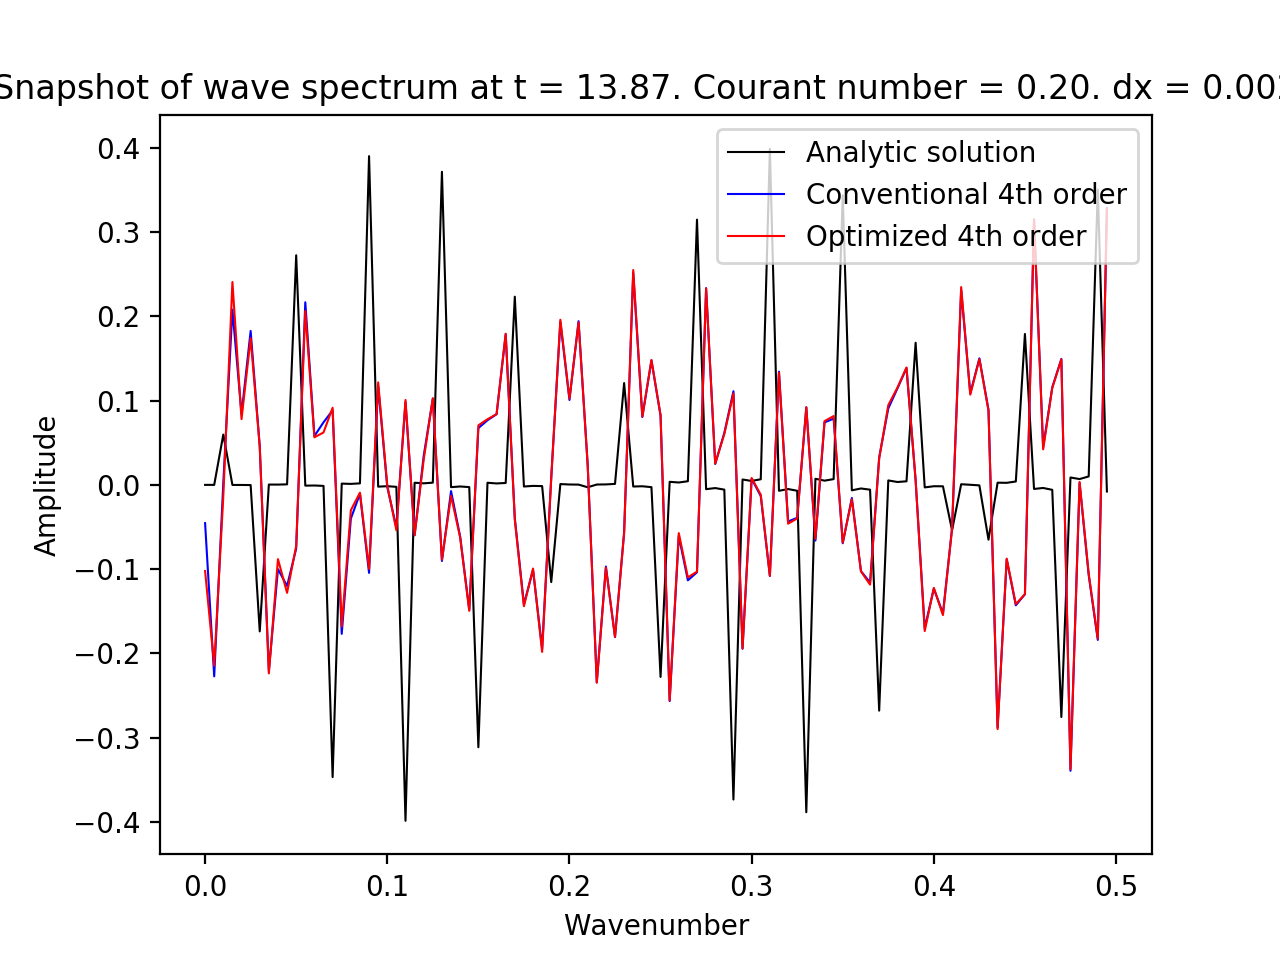 Snapshot of wave spectrum at t = 13.87. Courant number = 0.20. dx = 0.002
Analytic solution
Conventional 4th order
Optimized 4th order
Amplitude
0.4
0.3
0.2
0.1
0.0
−0.1
−0.2
−0.3
−0.4
0.0 0.1 0.2 0.3 0.4 0.5
Wavenumber